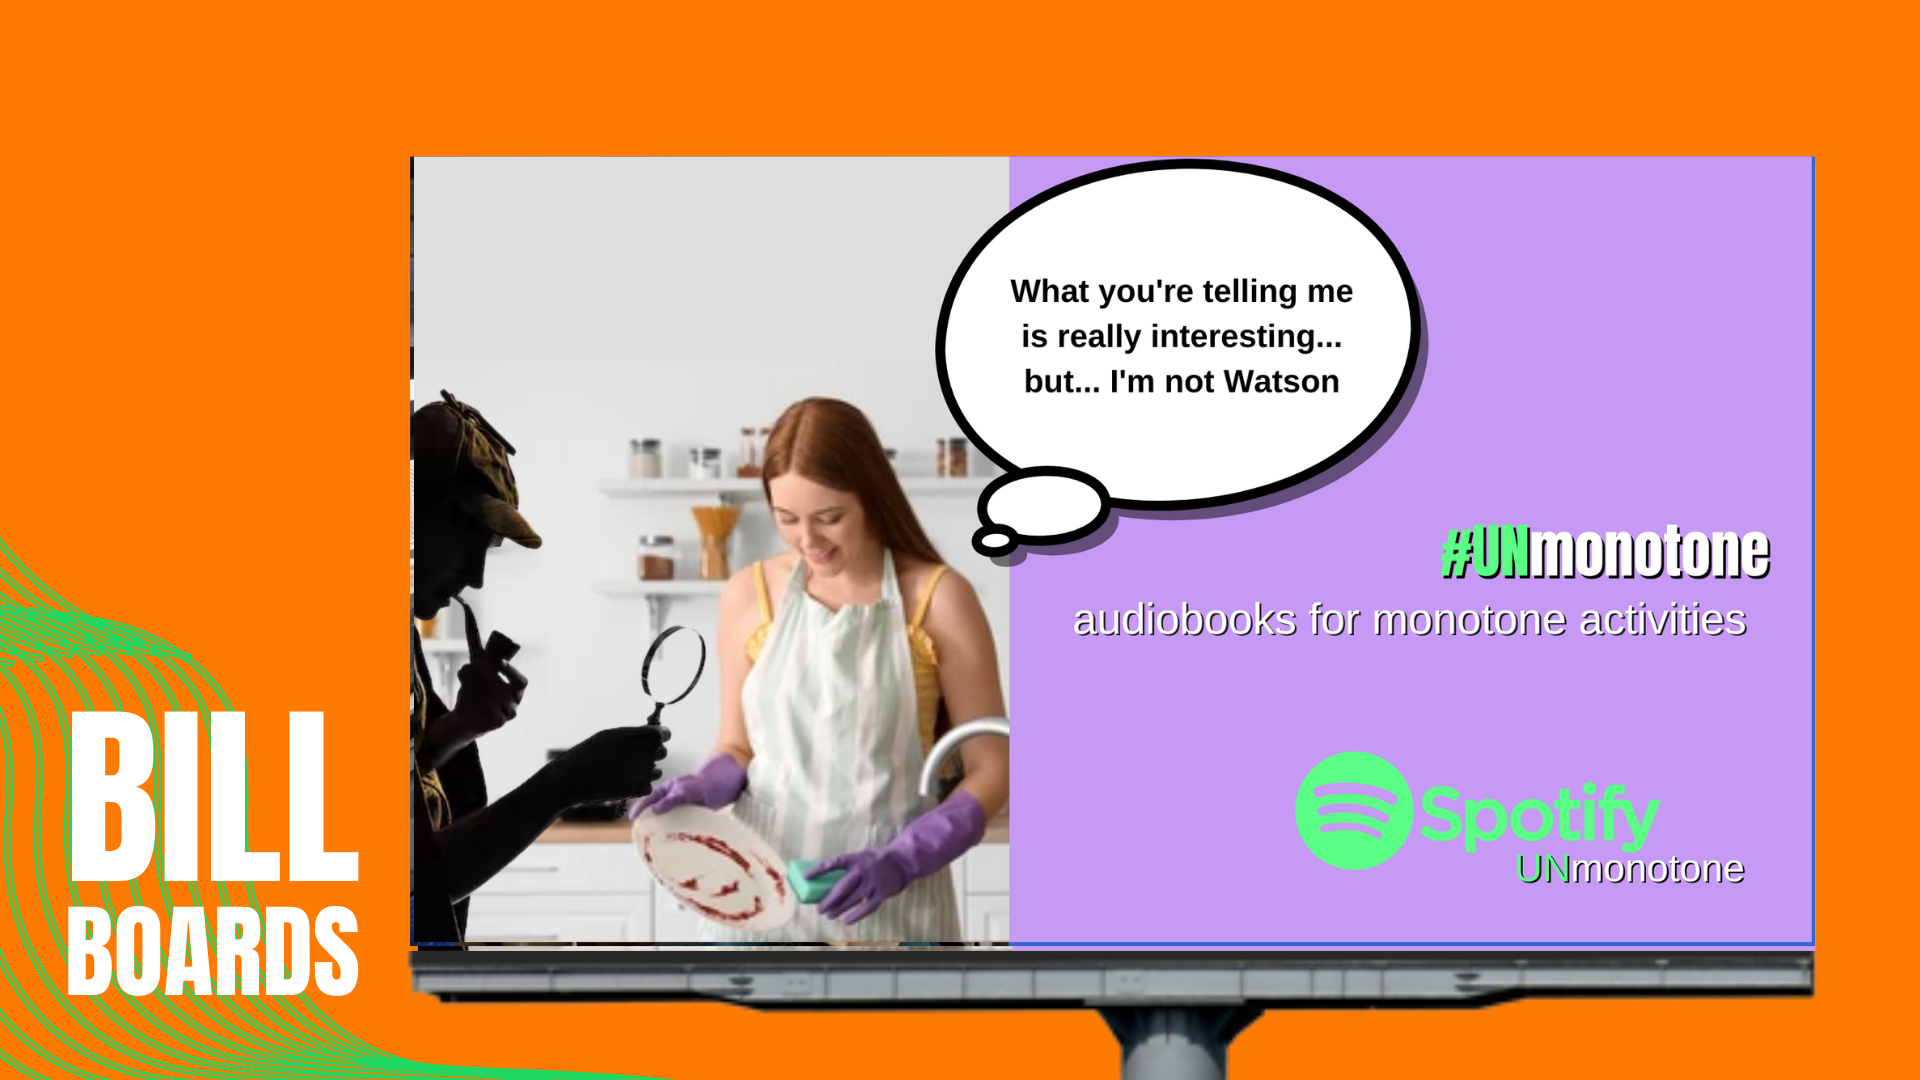 What you're telling me
is really interesting...
but... I'm not Watson
#UNmonotone
audiobooks for monotone activities
Spotify
UNmonotone
BILL
BOARDS